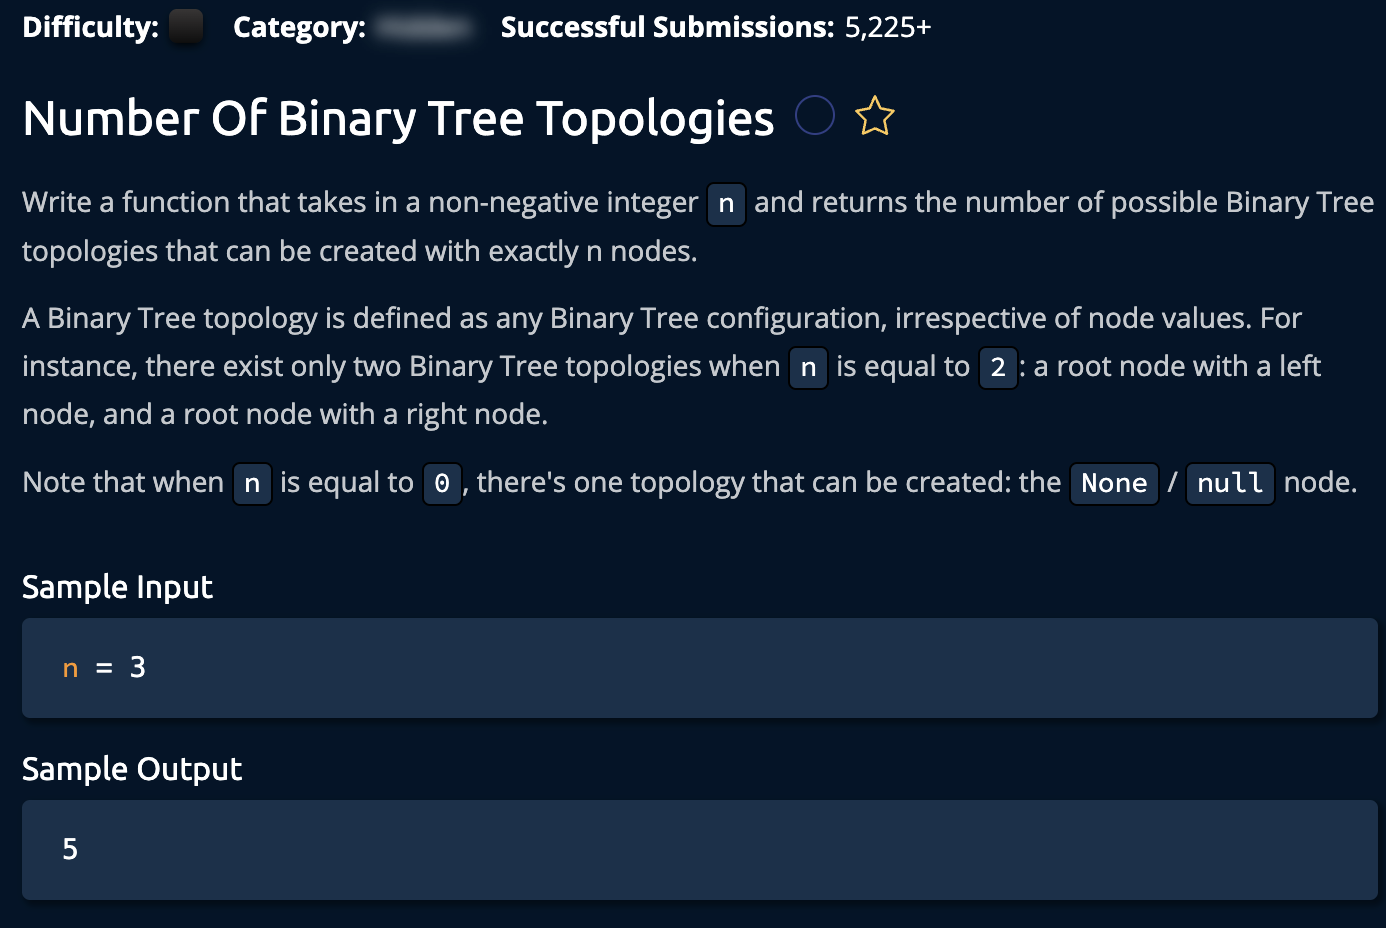 Difficulty: Category: Successful Submissions: 5,225+
Number Of Binary Tree Topologies
Write a function that takes in a non-negative integer n and returns the number of possible Binary Tree
topologies that can be created with exactly n nodes.
A Binary Tree topology is defined as any Binary Tree configuration, irrespective of node values. For
instance, there exist only two Binary Tree topologies when n is equal to 2: a root node with a left
node, and a root node with a right node.
Note that when n is equal to 0, there's one topology that can be created: the None / null node.
Sample Input
n = 3
Sample Output
5